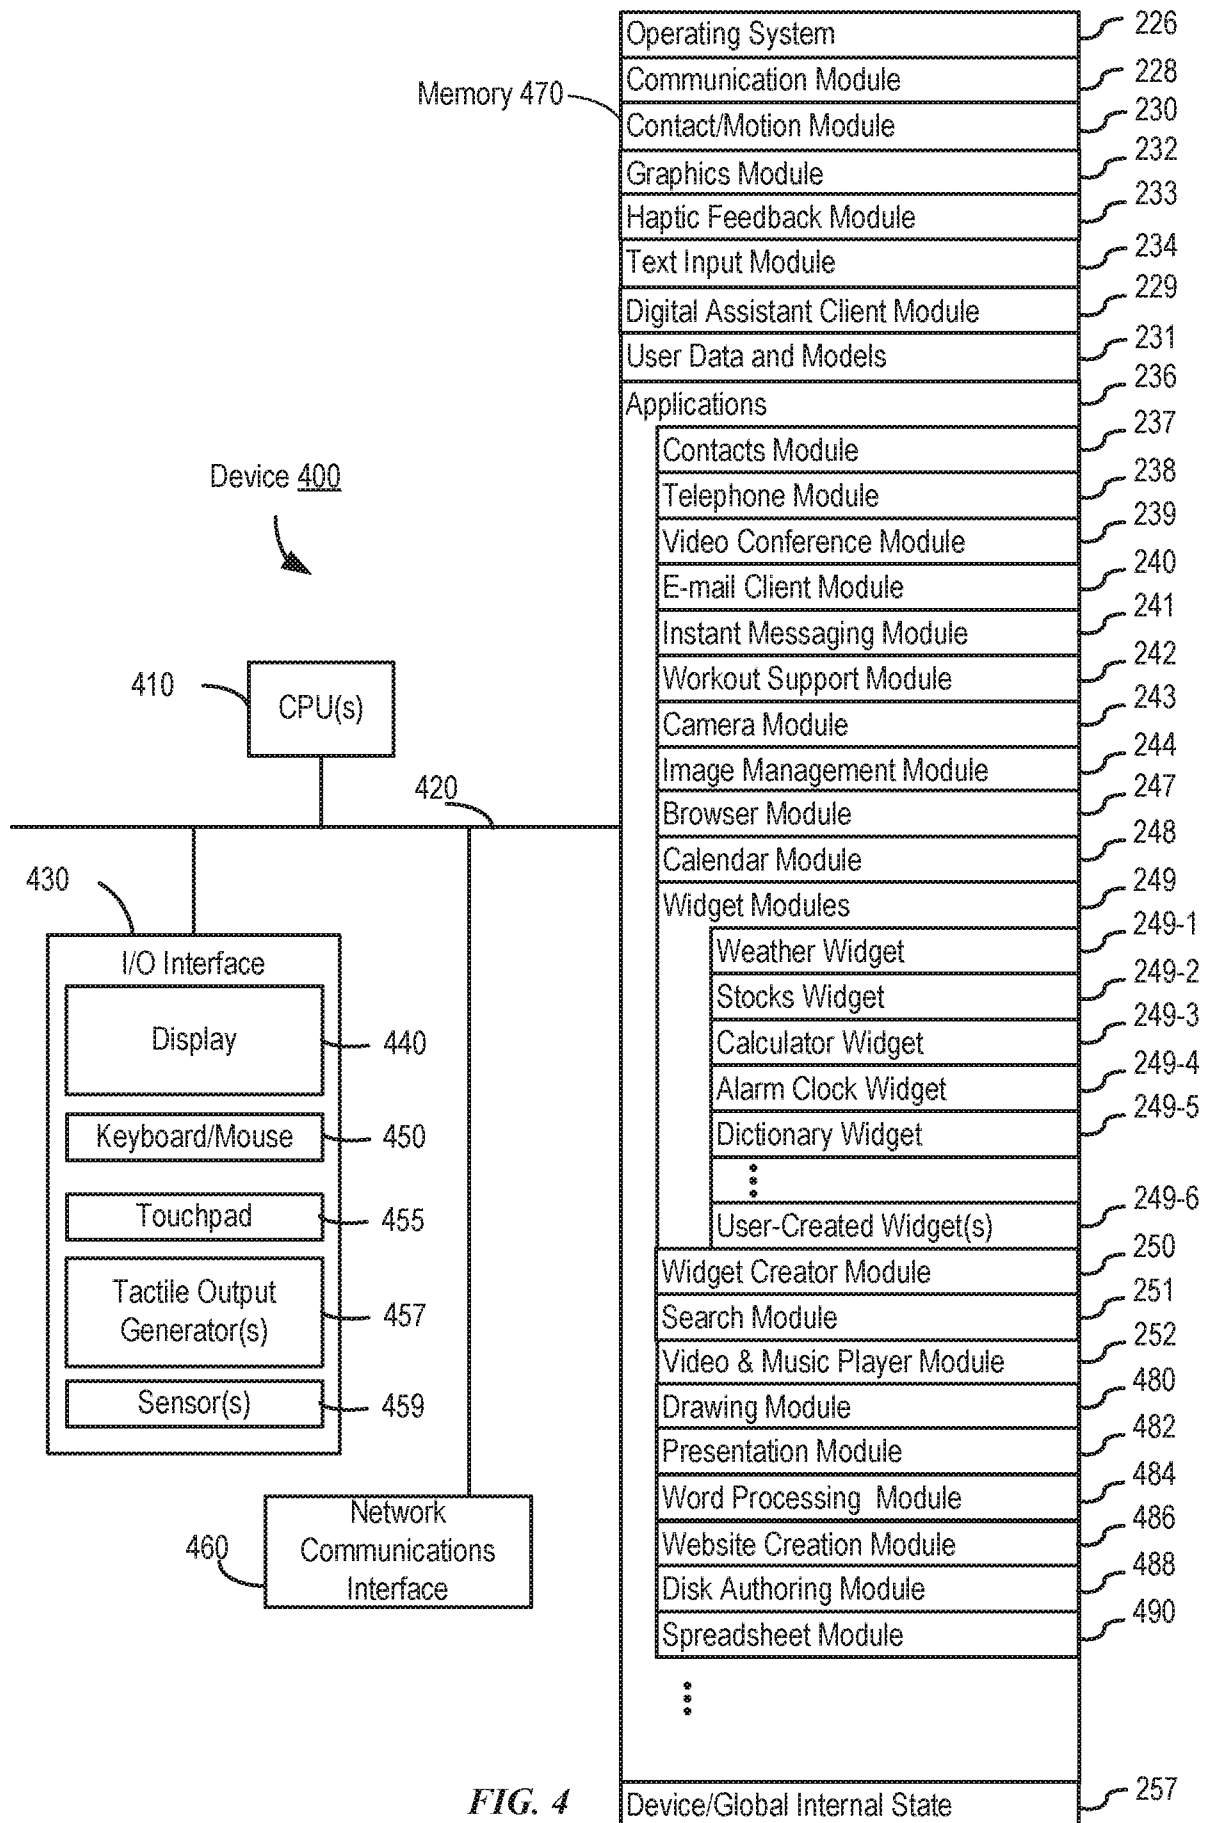 Operating System 226
Communication Module 228
Memory 470
Contact/Motion Module 230
Graphics Module 232
Haptic Feedback Module 233
Text Input Module 234
Digital Assistant Client Module 229
User Data and Models 231
Applications 236
Contacts Module 237
Telephone Module 238
Video Conference Module 239
E-mail Client Module 240
Instant Messaging Module 241
Workout Support Module 242
Camera Module 243
Image Management Module 244
Browser Module 247
Calendar Module 248
Widget Modules 249
Weather Widget 249-1
Stocks Widget 249-2
Calculator Widget 249-3
Alarm Clock Widget 249-4
Dictionary Widget 249-5
User-Created Widget(s) 249-6
Widget Creator Module 250
Search Module 251
Video & Music Player Module 252
Drawing Module 480
Presentation Module 482
Word Processing Module 484
Website Creation Module 486
Disk Authoring Module 488
Spreadsheet Module 490
Device/Global Internal State 257
Device 400
410
CPU(s)
420
430
I/O Interface
Display 440
Keyboard/Mouse 450
Touchpad 455
Tactile Output
Generator(s) 457
Sensor(s) 459
460
Network
Communications
Interface
FIG. 4